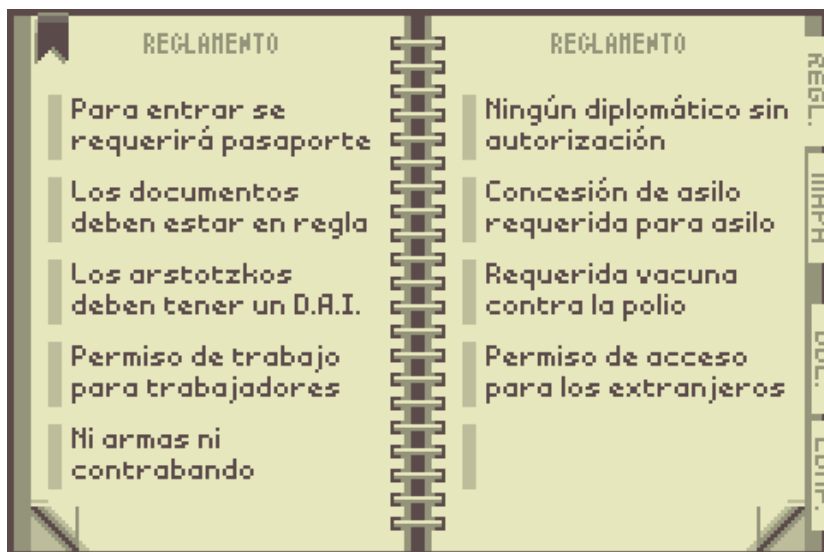 REGLAMENTO
Para entrar se
requerirá pasaporte
Los documentos
deben estar en regla
Los arstotzkos
deben tener un D.A.I.
Permiso de trabajo
para trabajadores
Ni armas ni
contrabando
REGLAMENTO
Ningún diplomático sin
autorización
Concesión de asilo
requerida para asilo
Requerida vacuna
contra la polio
Permiso de acceso
para los extranjeros
REGL.
MAPA